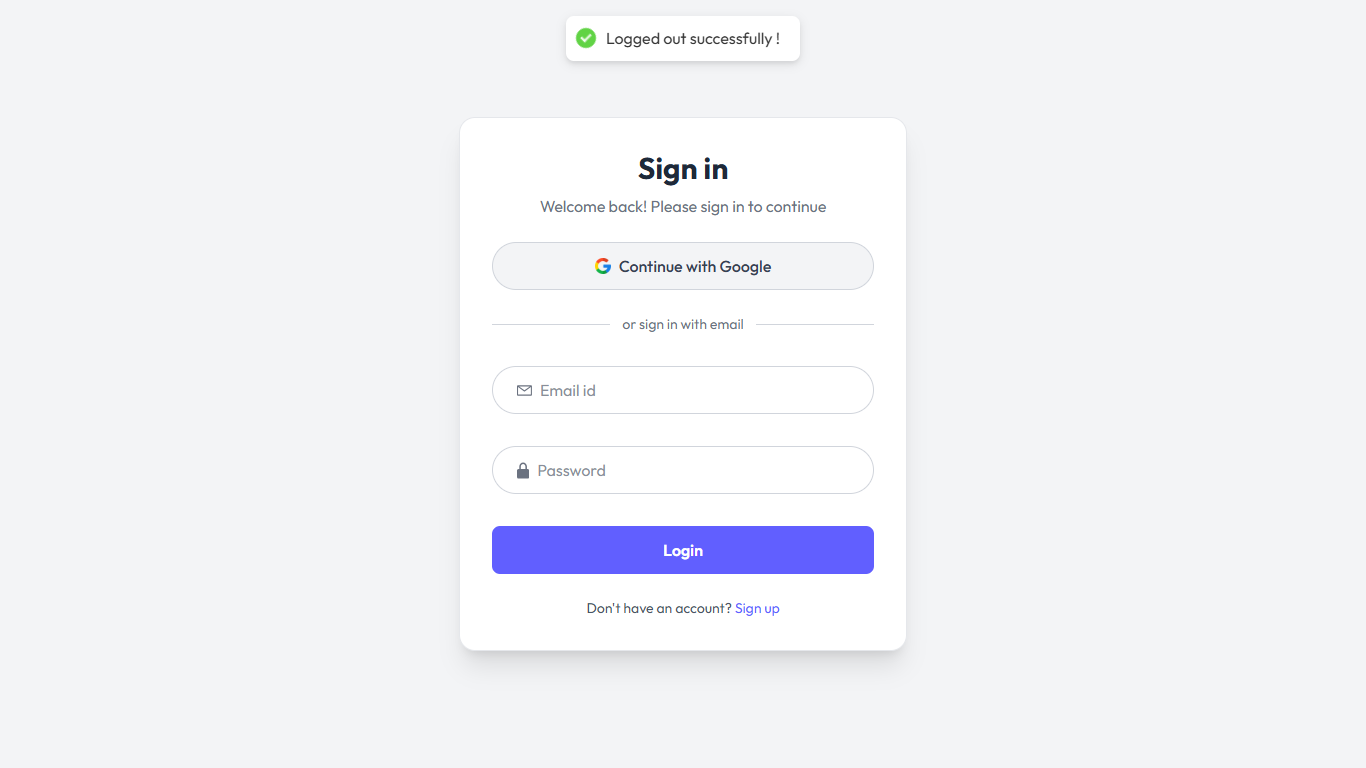 Logged out successfully !
Sign in
Welcome back! Please sign in to continue
Continue with Google
or sign in with email
Email id
Password
Login
Don't have an account? Sign up